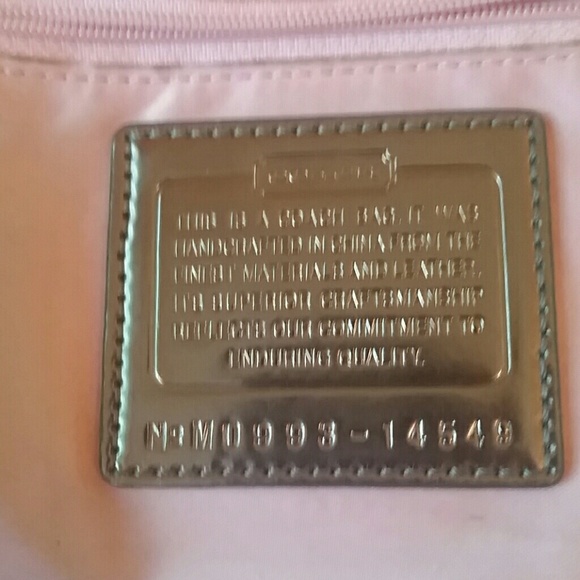 COACH
THIS IS A COACH BAG. IT WAS
HANDCRAFTED IN CHINA FROM THE
FINEST MATERIALS AND LEATHER.
ITS SUPERIOR CRAFTSMANSHIP
REFLECTS OUR COMMITMENT TO
ENDURING QUALITY.
Nº M0993-14549